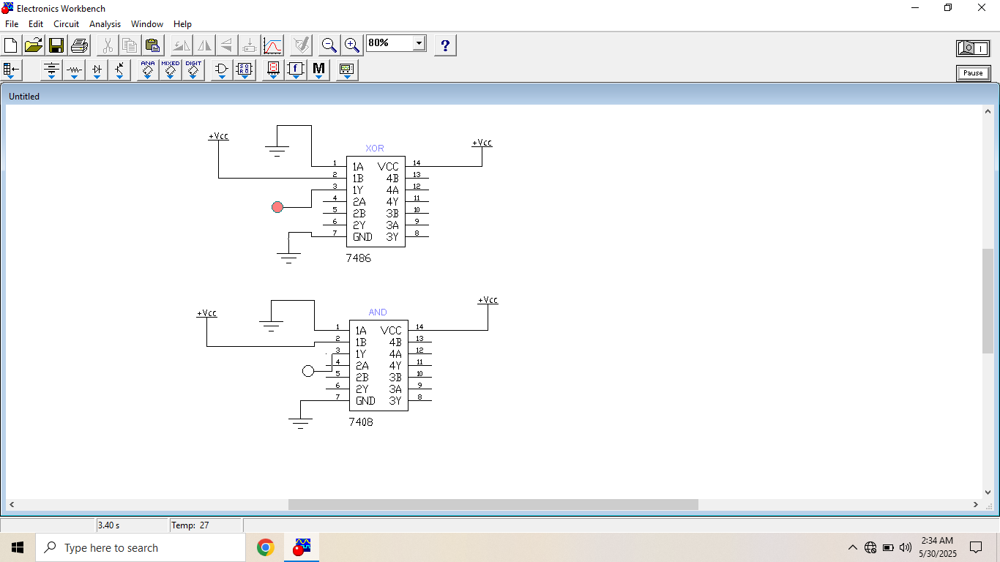 Electronics Workbench
File Edit Circuit Analysis Window Help
80% ?
ANA MIXED DIGIT f M
Pause
Untitled
+Vcc
+Vcc
XOR
1 1A VCC 14
2 1B 4B 13
3 1Y 4A 12
4 2A 4Y 11
5 2B 3B 10
6 2Y 3A 9
7 GND 3Y 8
7486
+Vcc
+Vcc
AND
1 1A VCC 14
2 1B 4B 13
3 1Y 4A 12
4 2A 4Y 11
5 2B 3B 10
6 2Y 3A 9
7 GND 3Y 8
7408
3.40 s Temp: 27
Type here to search
2:34 AM
5/30/2025